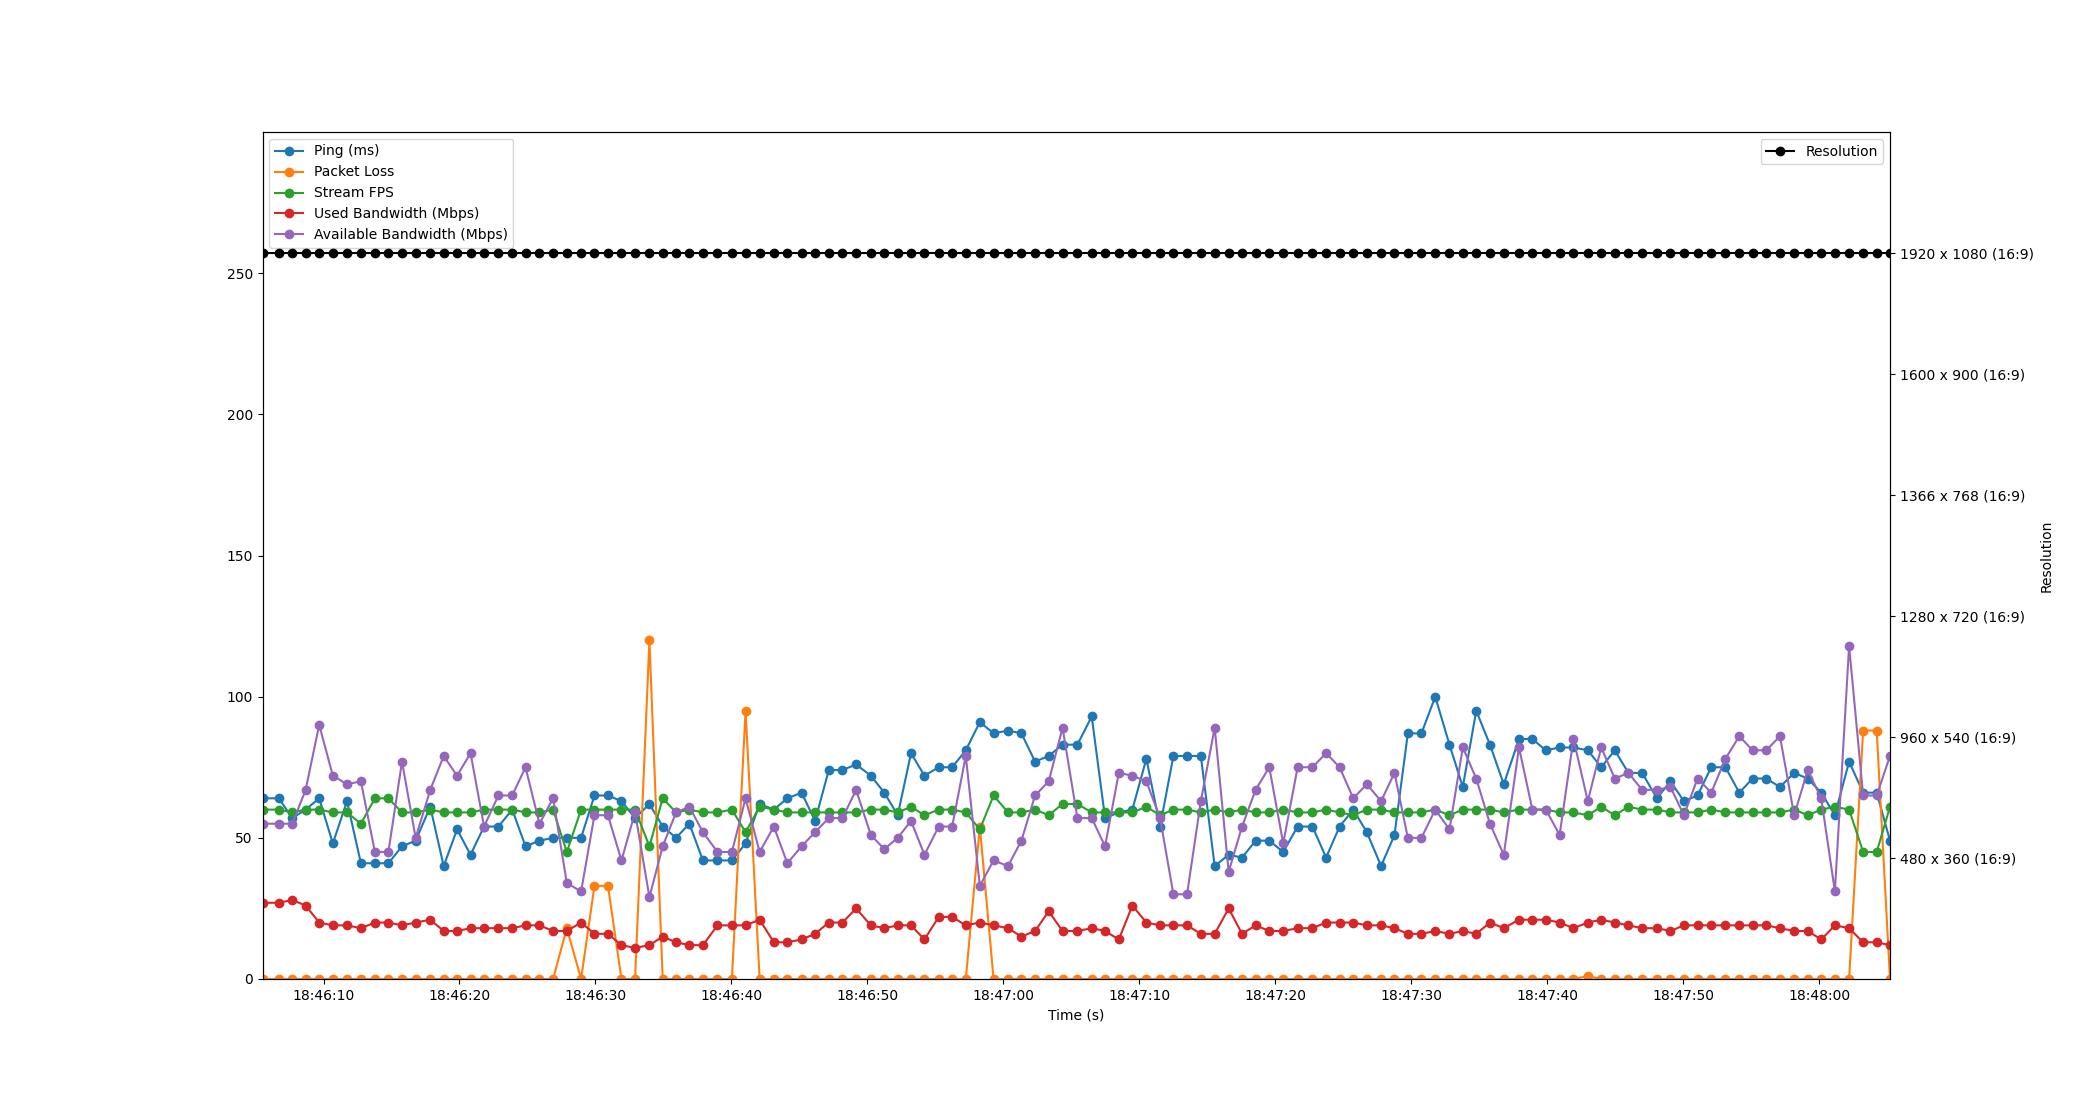 Ping (ms)
Packet Loss
Stream FPS
Used Bandwidth (Mbps)
Available Bandwidth (Mbps)
Resolution
250
200
150
100
50
0
1920 x 1080 (16:9)
1600 x 900 (16:9)
1366 x 768 (16:9)
1280 x 720 (16:9)
960 x 540 (16:9)
480 x 360 (16:9)
Resolution
18:46:10 18:46:20 18:46:30 18:46:40 18:46:50 18:47:00 18:47:10 18:47:20 18:47:30 18:47:40 18:47:50 18:48:00
Time (s)